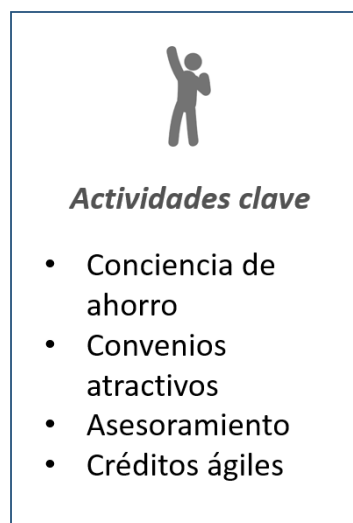 Actividades clave
• Conciencia de
ahorro
• Convenios
atractivos
• Asesoramiento
• Créditos ágiles